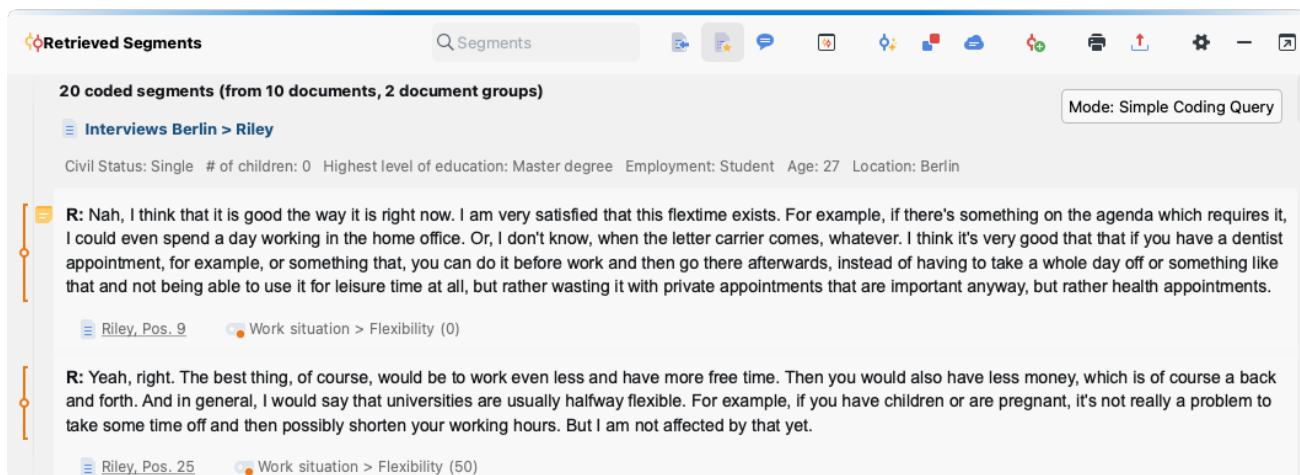 Retrieved Segments
Segments
20 coded segments (from 10 documents, 2 document groups)
Mode: Simple Coding Query
Interviews Berlin > Riley
Civil Status: Single # of children: 0 Highest level of education: Master degree Employment: Student Age: 27 Location: Berlin
R: Nah, I think that it is good the way it is right now. I am very satisfied that this flextime exists. For example, if there's something on the agenda which requires it,
I could even spend a day working in the home office. Or, I don't know, when the letter carrier comes, whatever. I think it's very good that that if you have a dentist
appointment, for example, or something that, you can do it before work and then go there afterwards, instead of having to take a whole day off or something like
that and not being able to use it for leisure time at all, but rather wasting it with private appointments that are important anyway, but rather health appointments.
Riley, Pos. 9 Work situation > Flexibility (0)
R: Yeah, right. The best thing, of course, would be to work even less and have more free time. Then you would also have less money, which is of course a back
and forth. And in general, I would say that universities are usually halfway flexible. For example, if you have children or are pregnant, it's not really a problem to
take some time off and then possibly shorten your working hours. But I am not affected by that yet.
Riley, Pos. 25 Work situation > Flexibility (50)